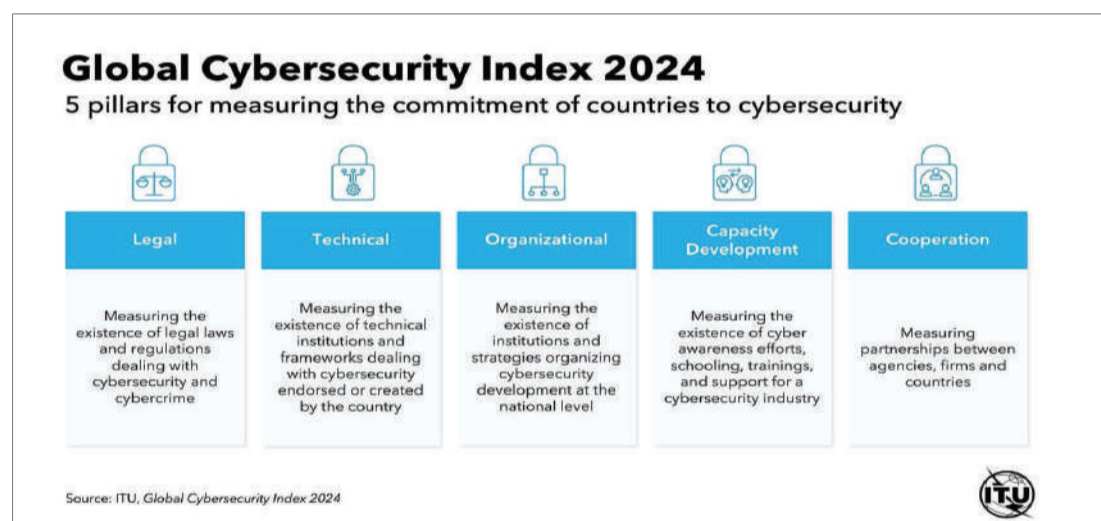 Global Cybersecurity Index 2024
5 pillars for measuring the commitment of countries to cybersecurity
Legal
Measuring the
existence of legal laws
and regulations
dealing with
cybersecurity and
cybercrime
Technical
Measuring the
existence of technical
institutions and
frameworks dealing
with cybersecurity
endorsed or created
by the country
Organizational
Measuring the
existence of
institutions and
strategies organizing
cybersecurity
development at the
national level
Capacity
Development
Measuring the
existence of cyber
awareness efforts,
schooling, trainings,
and support for a
cybersecurity industry
Cooperation
Measuring
partnerships between
agencies, firms and
countries
Source: ITU, Global Cybersecurity Index 2024
ITU